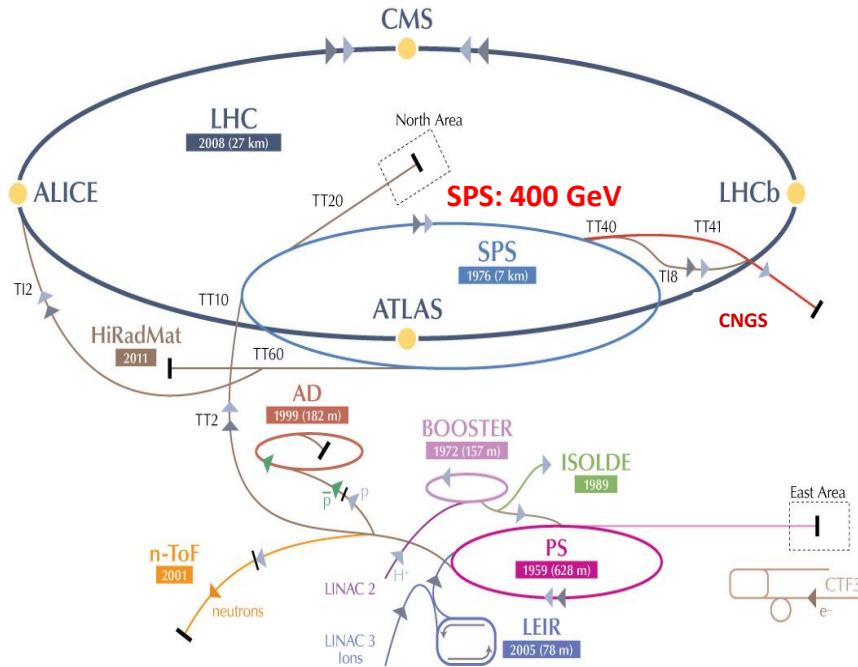 CMS
LHC
2008 (27 km)
North Area
ALICE
TT20
SPS: 400 GeV
LHCb
TT40
TT41
SPS
1976 (7 km)
TI8
TI2
TT10
ATLAS
CNGS
HiRadMat
2011
TT60
AD
1999 (182 m)
TT2
BOOSTER
1972 (157 m)
ISOLDE
1989
East Area
p
p
n-ToF
2001
PS
1959 (628 m)
H+
LINAC 2
CTF3
e–
neutrons
LINAC 3
Ions
LEIR
2005 (78 m)